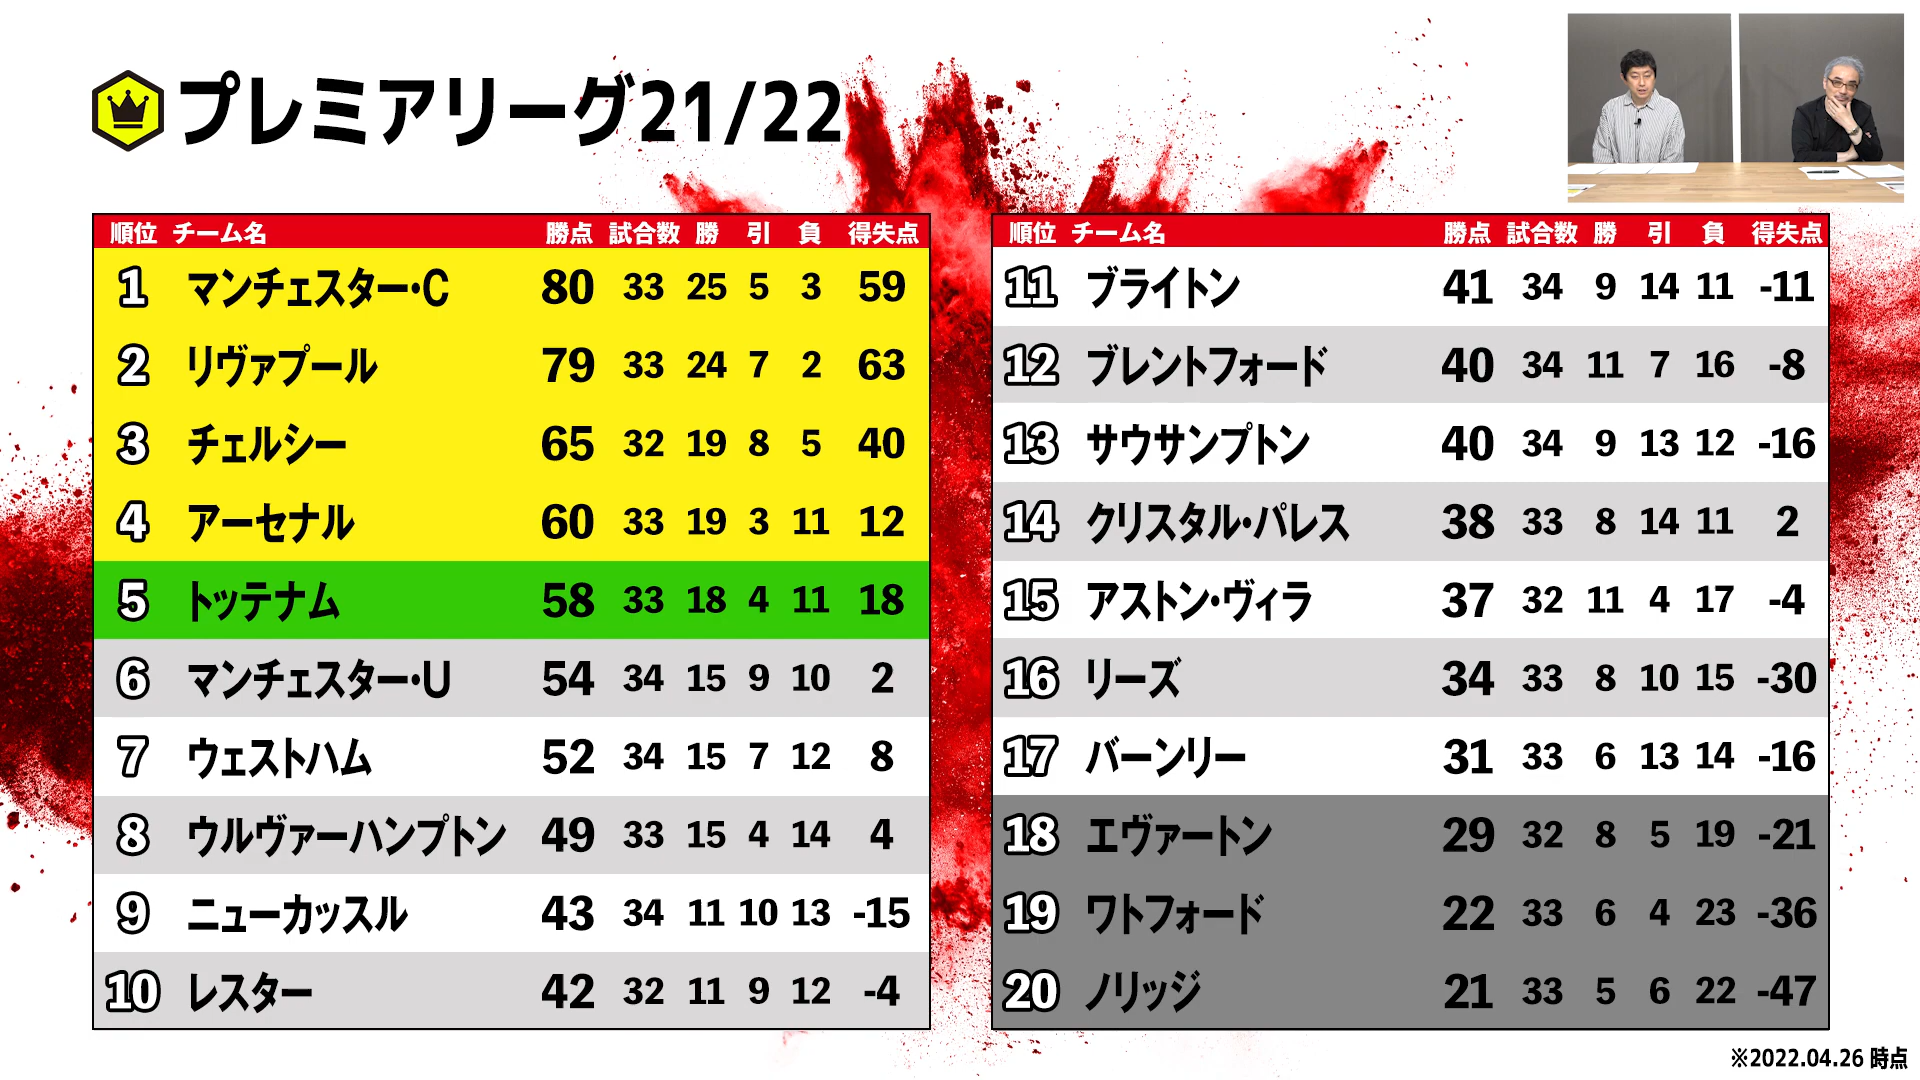 プレミアリーグ21/22
順位 チーム名 勝点 試合数 勝 引 負 得失点
1 マンチェスター・C 80 33 25 5 3 59
2 リヴァプール 79 33 24 7 2 63
3 チェルシー 65 32 19 8 5 40
4 アーセナル 60 33 19 3 11 12
5 トッテナム 58 33 18 4 11 18
6 マンチェスター・U 54 34 15 9 10 2
7 ウェストハム 52 34 15 7 12 8
8 ウルヴァーハンプトン 49 33 15 4 14 4
9 ニューカッスル 43 34 11 10 13 -15
10 レスター 42 32 11 9 12 -4
順位 チーム名 勝点 試合数 勝 引 負 得失点
11 ブライトン 41 34 9 14 11 -11
12 ブレントフォード 40 34 11 7 16 -8
13 サウサンプトン 40 34 9 13 12 -16
14 クリスタル・パレス 38 33 8 14 11 2
15 アストン・ヴィラ 37 32 11 4 17 -4
16 リーズ 34 33 8 10 15 -30
17 バーンリー 31 33 6 13 14 -16
18 エヴァートン 29 32 8 5 19 -21
19 ワトフォード 22 33 6 4 23 -36
20 ノリッジ 21 33 5 6 22 -47
※2022.04.26 時点